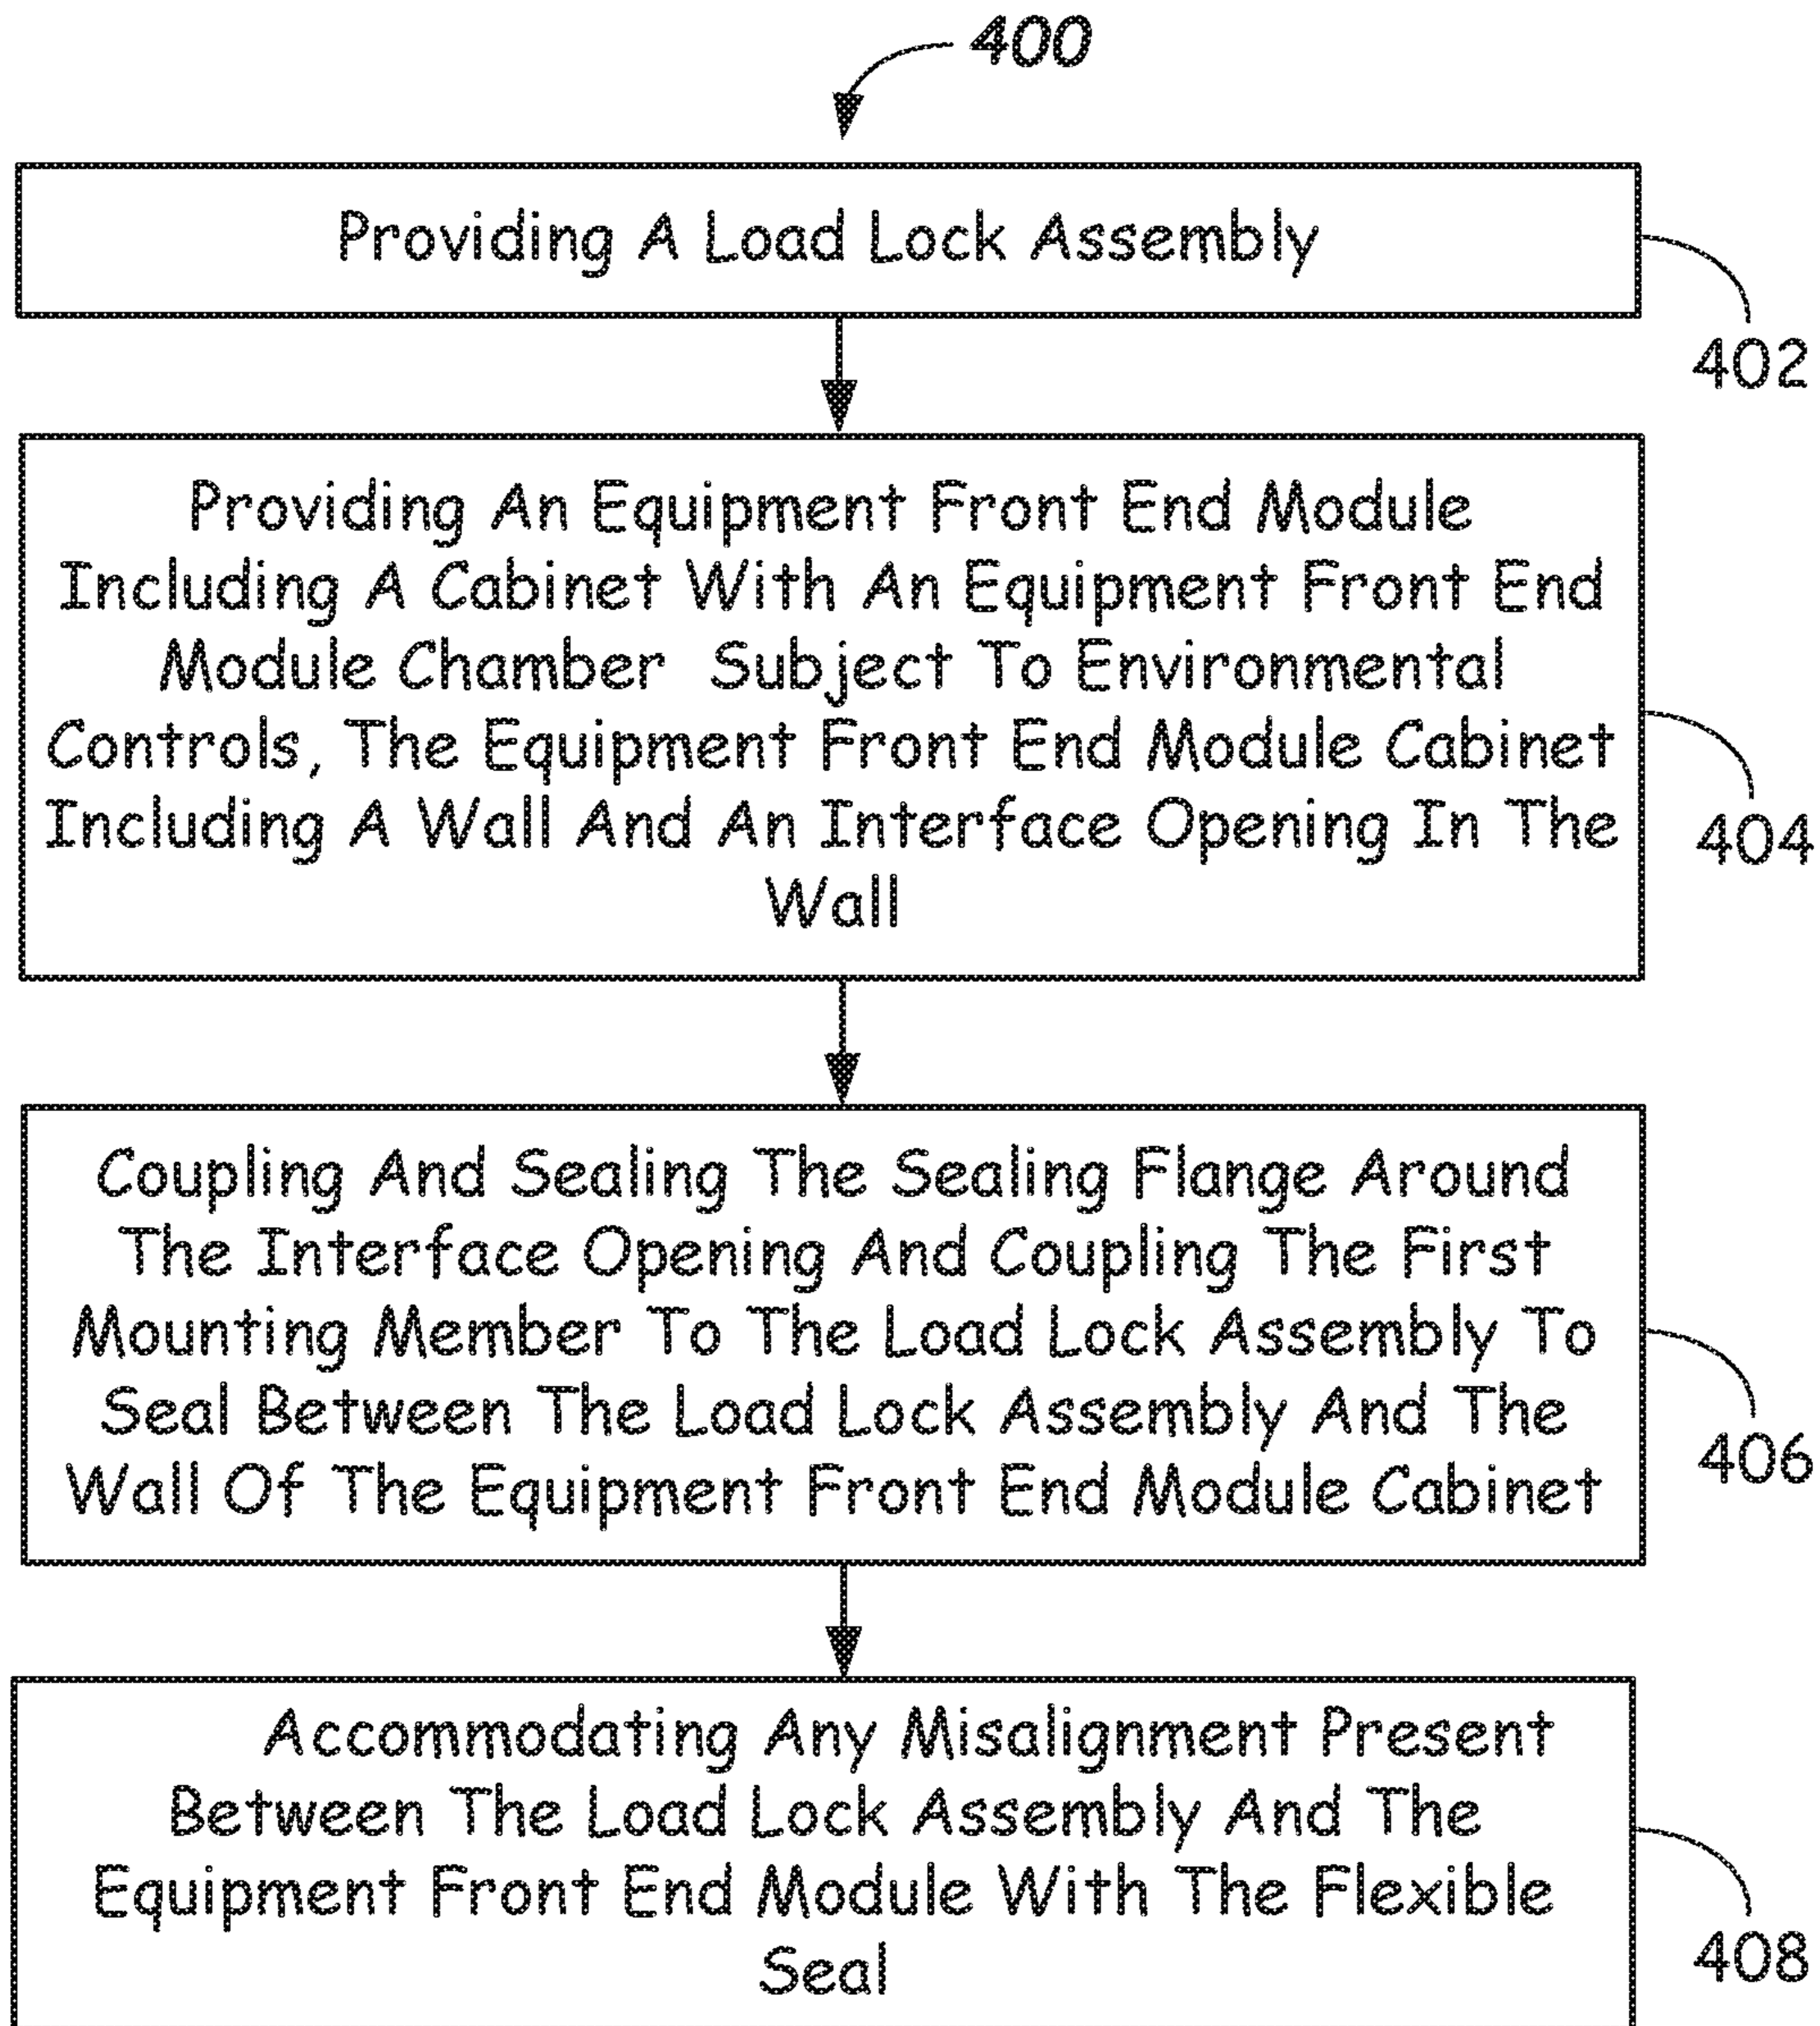 400
Providing A Load Lock Assembly
402
Providing An Equipment Front End Module
Including A Cabinet With An Equipment Front End
Module Chamber Subject To Environmental
Controls, The Equipment Front End Module Cabinet
Including A Wall And An Interface Opening In The
Wall
404
Coupling And Sealing The Sealing Flange Around
The Interface Opening And Coupling The First
Mounting Member To The Load Lock Assembly To
Seal Between The Load Lock Assembly And The
Wall Of The Equipment Front End Module Cabinet
406
Accommodating Any Misalignment Present
Between The Load Lock Assembly And The
Equipment Front End Module With The Flexible
Seal
408